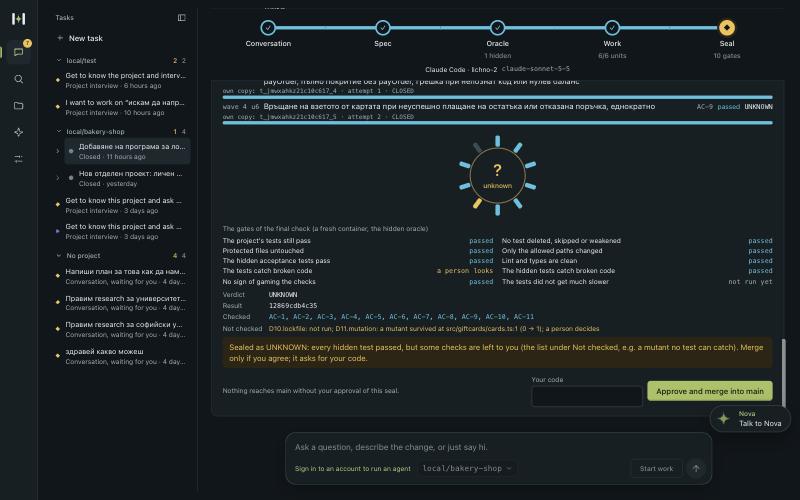 Tasks
New task
local/test 2 2
Get to know the project and interv...
Project interview · 6 hours ago
I want to work on "искам да напр...
Project interview · 10 hours ago
local/bakery-shop 1 4
Добавяне на програма за ло...
Closed · 11 hours ago
Нов отделен проект: личен ...
Closed · yesterday
Get to know this project and ask ...
Project interview · 3 days ago
Get to know this project and ask ...
Project interview · 3 days ago
No project 4 4
Напиши план за това как да нам...
Conversation, waiting for you · 4 day...
Правим research за университет...
Conversation, waiting for you · 4 day...
Правим research за софийски у...
Conversation, waiting for you · 4 day...
здравей какво можеш
Conversation, waiting for you · 4 day...
Conversation
Spec
Oracle
1 hidden
Work
6/6 units
Seal
10 gates
Claude Code · lichno-2 claude-sonnet-5-5
payOrder, пълно покритие без payOrder, грешка при непознат код или нулев баланс
own copy: t_jmwxahkz21c10c617_4 · attempt 1 · CLOSED
wave 4 u6 Връщане на взетото от картата при неуспешно плащане на остатъка или отказана поръчка, еднократно AC-9 passed UNKNOWN
own copy: t_jmwxahkz21c10c617_5 · attempt 2 · CLOSED
?
unknown
The gates of the final check (a fresh container, the hidden oracle)
The project's tests still pass passed
No test deleted, skipped or weakened passed
Protected files untouched passed
Only the allowed paths changed passed
The hidden acceptance tests pass passed
Lint and types are clean passed
The tests catch broken code a person looks
The hidden tests catch broken code passed
No sign of gaming the checks passed
The tests did not get much slower not run yet
Verdict UNKNOWN
Result 12869cdb4c35
Checked AC-1, AC-2, AC-3, AC-4, AC-5, AC-6, AC-7, AC-8, AC-9, AC-10, AC-11
Not checked D10.lockfile: not run; D11.mutation: a mutant survived at src/giftcards/cards.ts:1 (0 → 1); a person decides
Sealed as UNKNOWN: every hidden test passed, but some checks are left to you (the list under Not checked, e.g. a mutant no test can catch). Merge
only if you agree; it asks for your code.
Nothing reaches main without your approval of this seal.
Your code
Approve and merge into main
Nova
Talk to Nova
Ask a question, describe the change, or just say hi.
Sign in to an account to run an agent
local/bakery-shop
Start work